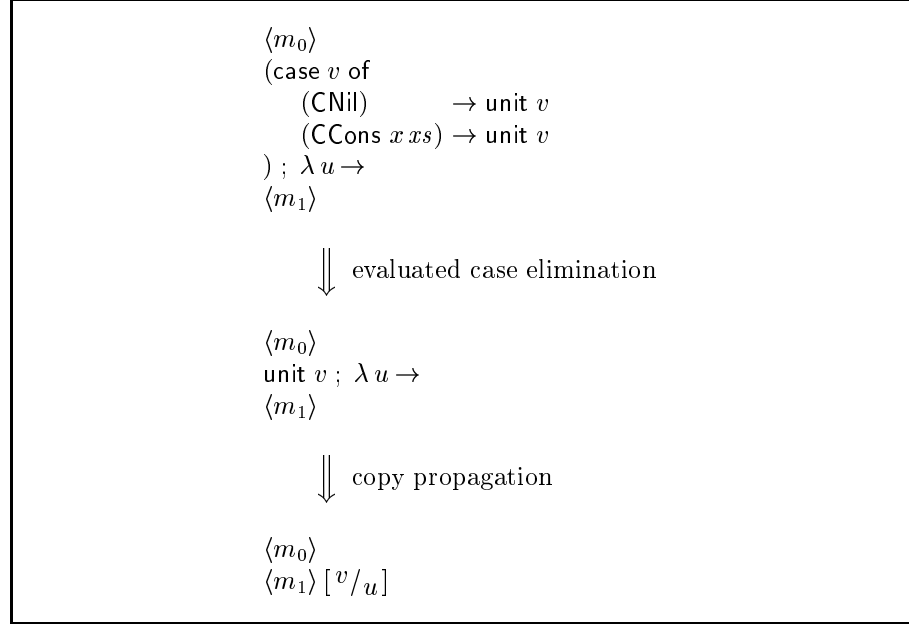 ⟨m₀⟩
(case v of
(CNil) → unit v
(CCons x xs) → unit v
) ; λ u →
⟨m₁⟩
⇓ evaluated case elimination
⟨m₀⟩
unit v ; λ u →
⟨m₁⟩
⇓ copy propagation
⟨m₀⟩
⟨m₁⟩ [v/u]